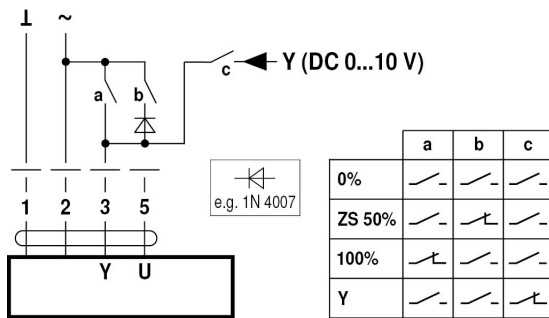 ⊥ ~
c Y (DC 0...10 V)
a b
1 2 3 5
Y U
e.g. 1N 4007
a b c
0%
ZS 50%
100%
Y